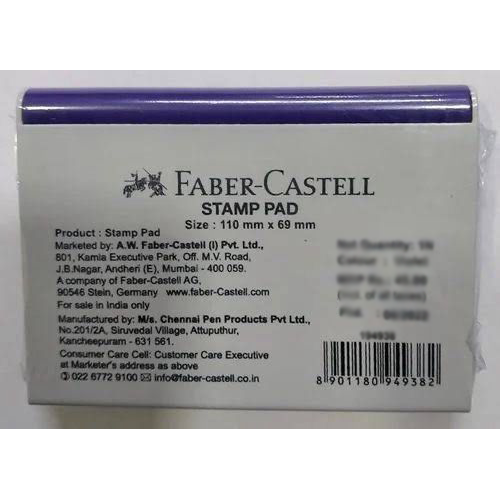 FABER-CASTELL
STAMP PAD
Size : 110 mm x 69 mm
Product : Stamp Pad
Marketed by: A.W. Faber-Castell (I) Pvt. Ltd.,
801, Kamla Executive Park, Off. M.V. Road,
J.B.Nagar, Andheri (E), Mumbai - 400 059.
A company of Faber-Castell AG,
90546 Stein, Germany www.faber-Castell.com
For sale in India only
Manufactured by: M/s. Chennai Pen Products Pvt Ltd.,
No.201/2A, Siruvedal Village, Attuputhur,
Kancheepuram - 631 561.
Consumer Care Cell: Customer Care Executive
at Marketer's address as above
022 6772 9100 info@faber-castell.co.in
8 901180 949382